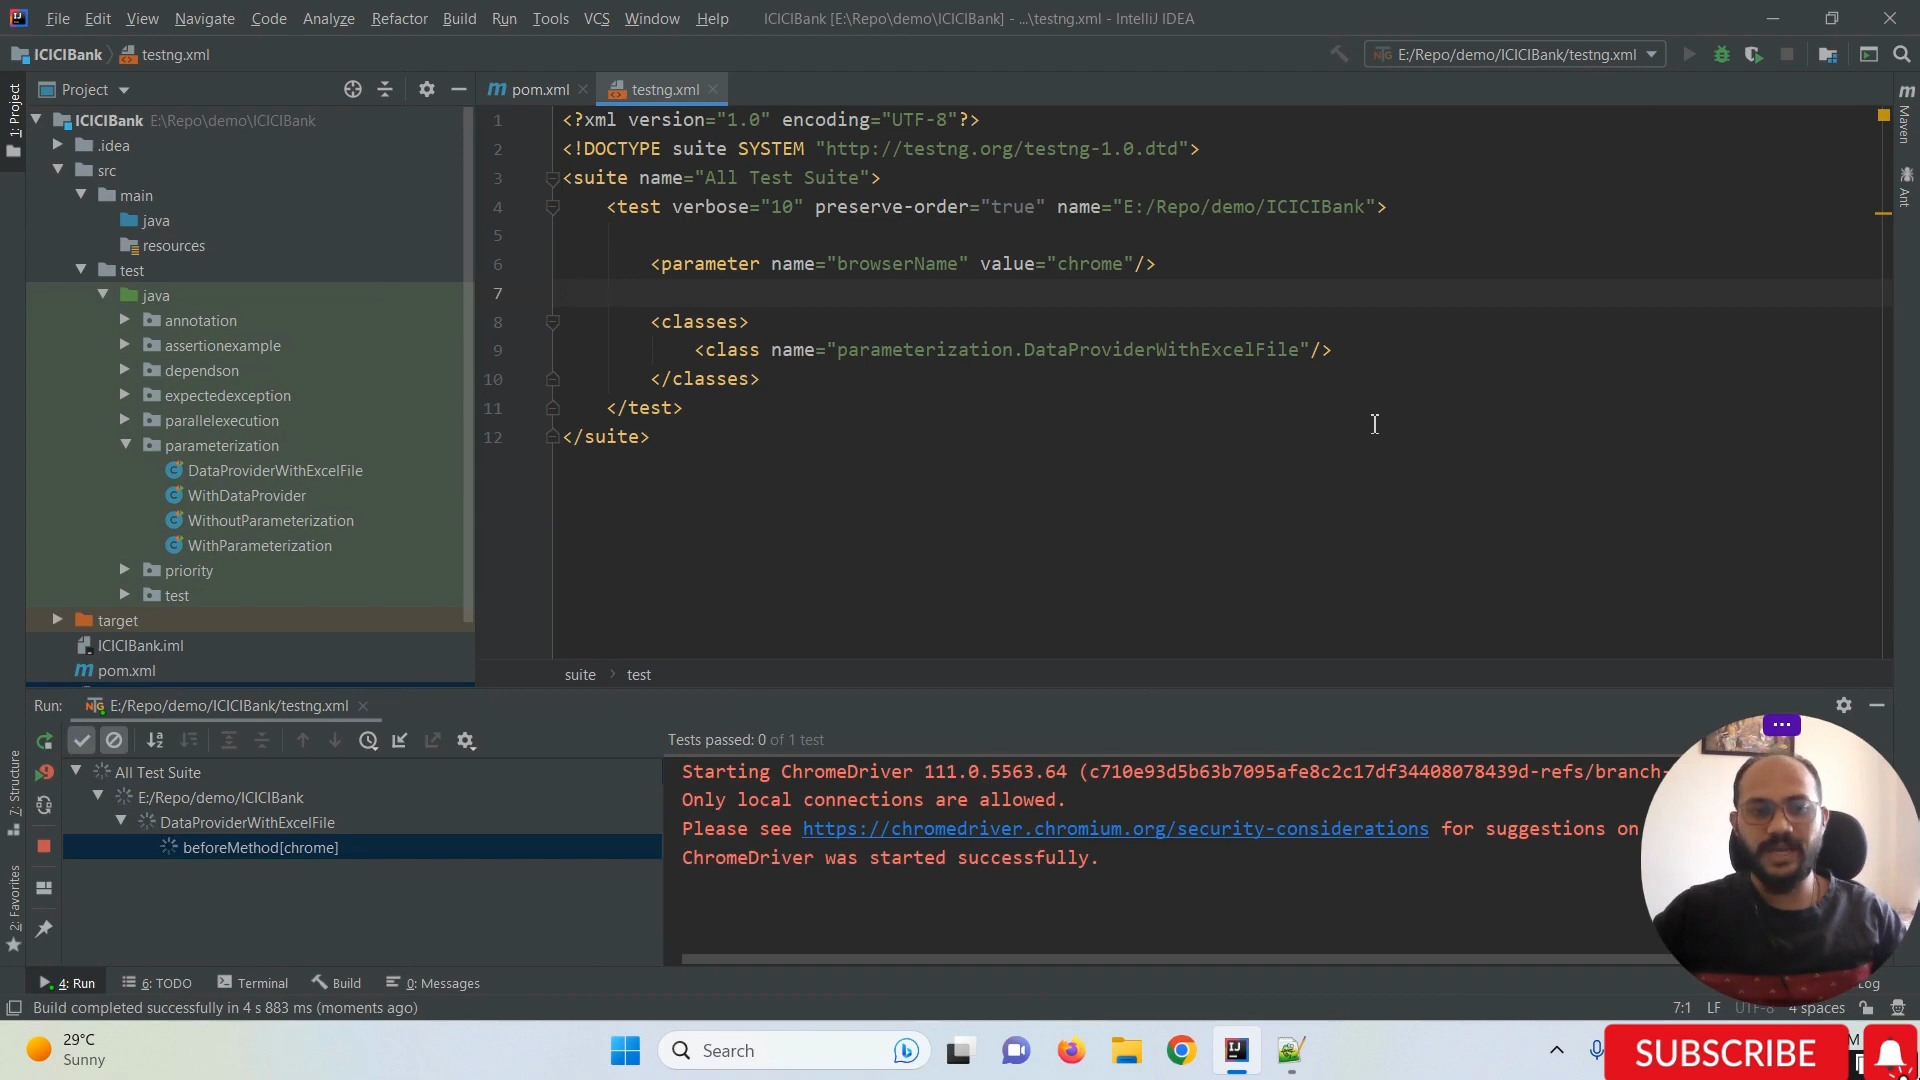 File Edit View Navigate Code Analyze Refactor Build Run Tools VCS Window Help ICICIBank [E:\Repo\demo\ICICIBank] - ...\testng.xml - IntelliJ IDEA
ICICIBank testng.xml E:/Repo/demo/ICICIBank/testng.xml
1: Project
Project
pom.xml
testng.xml
ICICIBank E:\Repo\demo\ICICIBank
.idea
src
main
java
resources
test
java
annotation
assertionexample
dependson
expectedexception
parallelexecution
parameterization
DataProviderWithExcelFile
WithDataProvider
WithoutParameterization
WithParameterization
priority
test
target
ICICIBank.iml
pom.xml
1 <?xml version="1.0" encoding="UTF-8"?>
2 <!DOCTYPE suite SYSTEM "http://testng.org/testng-1.0.dtd">
3 <suite name="All Test Suite">
4 <test verbose="10" preserve-order="true" name="E:/Repo/demo/ICICIBank">
5
6 <parameter name="browserName" value="chrome"/>
7
8 <classes>
9 <class name="parameterization.DataProviderWithExcelFile"/>
10 </classes>
11 </test>
12 </suite>
suite test
Maven
Ant
Run: E:/Repo/demo/ICICIBank/testng.xml
Tests passed: 0 of 1 test
All Test Suite
E:/Repo/demo/ICICIBank
DataProviderWithExcelFile
beforeMethod[chrome]
Starting ChromeDriver 111.0.5563.64 (c710e93d5b63b7095afe8c2c17df34408078439d-refs/branch-
Only local connections are allowed.
Please see https://chromedriver.chromium.org/security-considerations for suggestions on
ChromeDriver was started successfully.
7: Structure
2: Favorites
4: Run 6: TODO Terminal Build 0: Messages
Build completed successfully in 4 s 883 ms (moments ago)
7:1 LF UTF-8 4 spaces
29°C
Sunny
Search
SUBSCRIBE